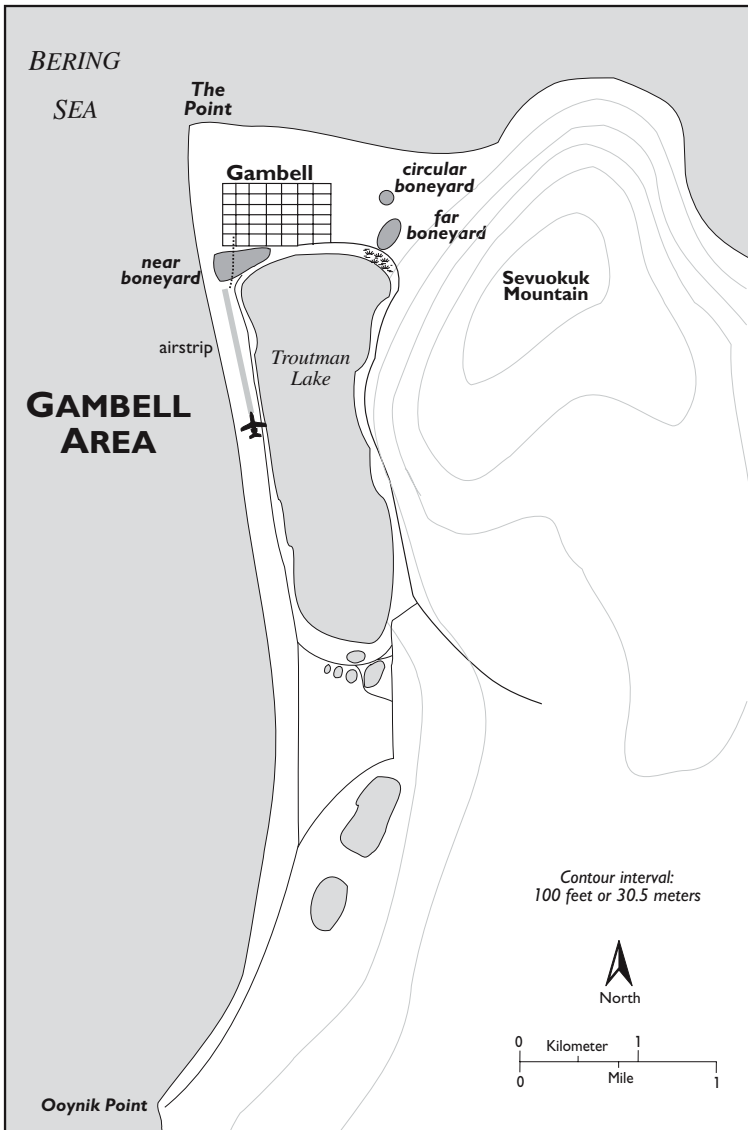 BERING
SEA
The
Point
Gambell
circular
boneyard
far
boneyard
near
boneyard
Sevuokuk
Mountain
airstrip
Troutman
Lake
GAMBELL
AREA
Contour interval:
100 feet or 30.5 meters
North
0 Kilometer 1
0 Mile 1
Ooynik Point